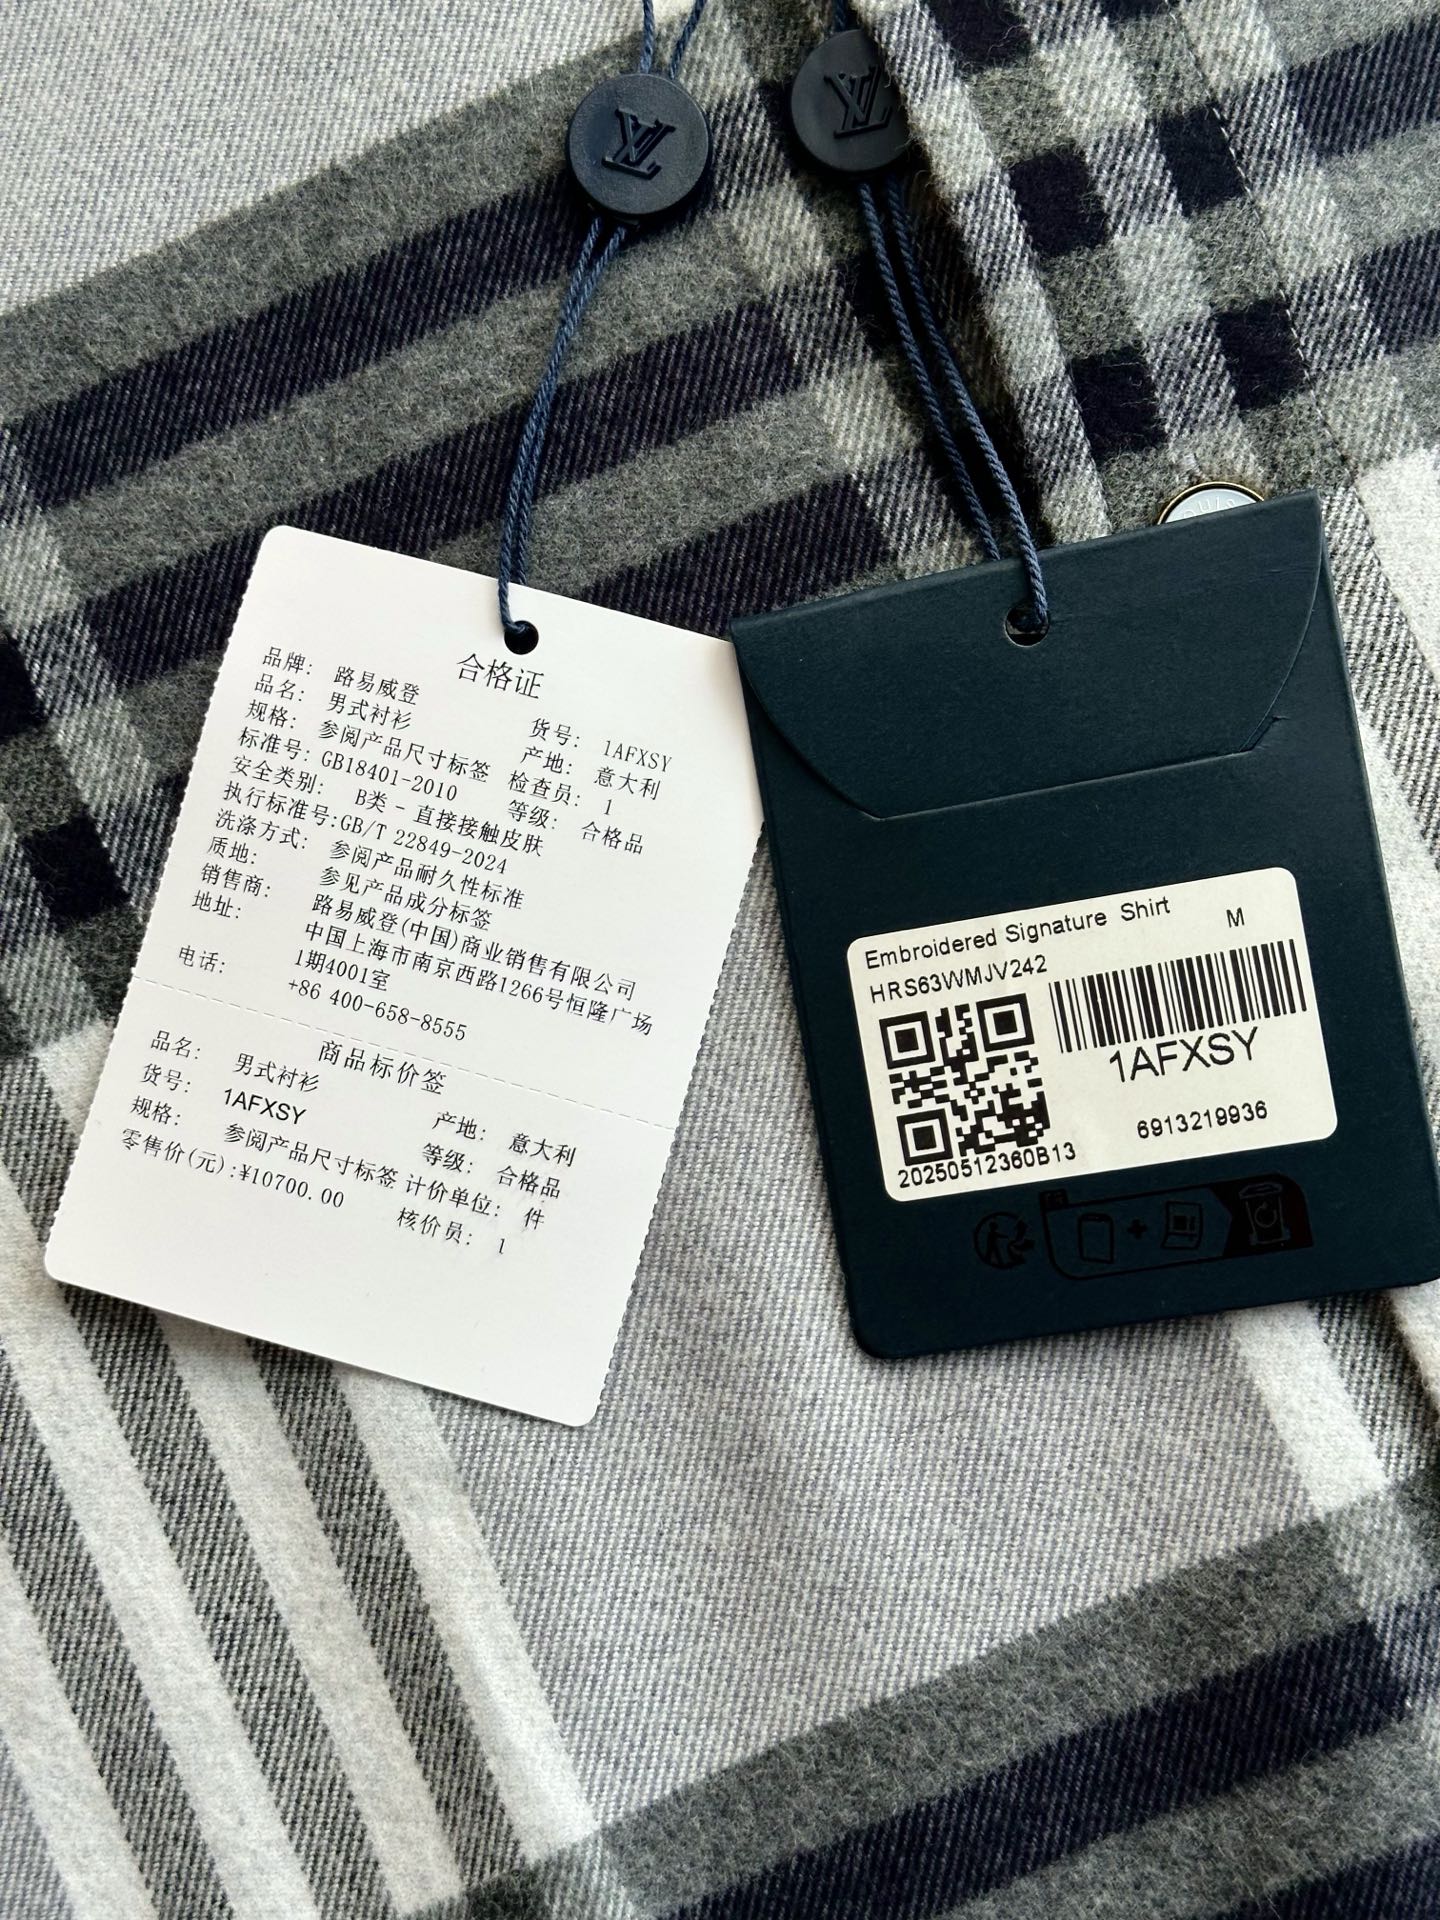 LV
LV
合格证
品牌: 路易威登
品名: 男式衬衫 货号: 1AFXSY
规格: 参阅产品尺寸标签 产地: 意大利
标准号: GB18401-2010 检查员: 1
安全类别: B类 - 直接接触皮肤 等级: 合格品
执行标准号:GB/T 22849-2024
洗涤方式: 参阅产品耐久性标准
质地: 参见产品成分标签
销售商: 路易威登(中国)商业销售有限公司
地址: 中国上海市南京西路1266号恒隆广场
1期4001室
电话: +86 400-658-8555
商品标价签
品名: 男式衬衫
货号: 1AFXSY 产地: 意大利
规格: 参阅产品尺寸标签 等级: 合格品
零售价(元):¥10700.00 计价单位: 件
核价员: 1
Embroidered Signature Shirt M
HRS63WMJV242
1AFXSY
6913219936
20250512360B13